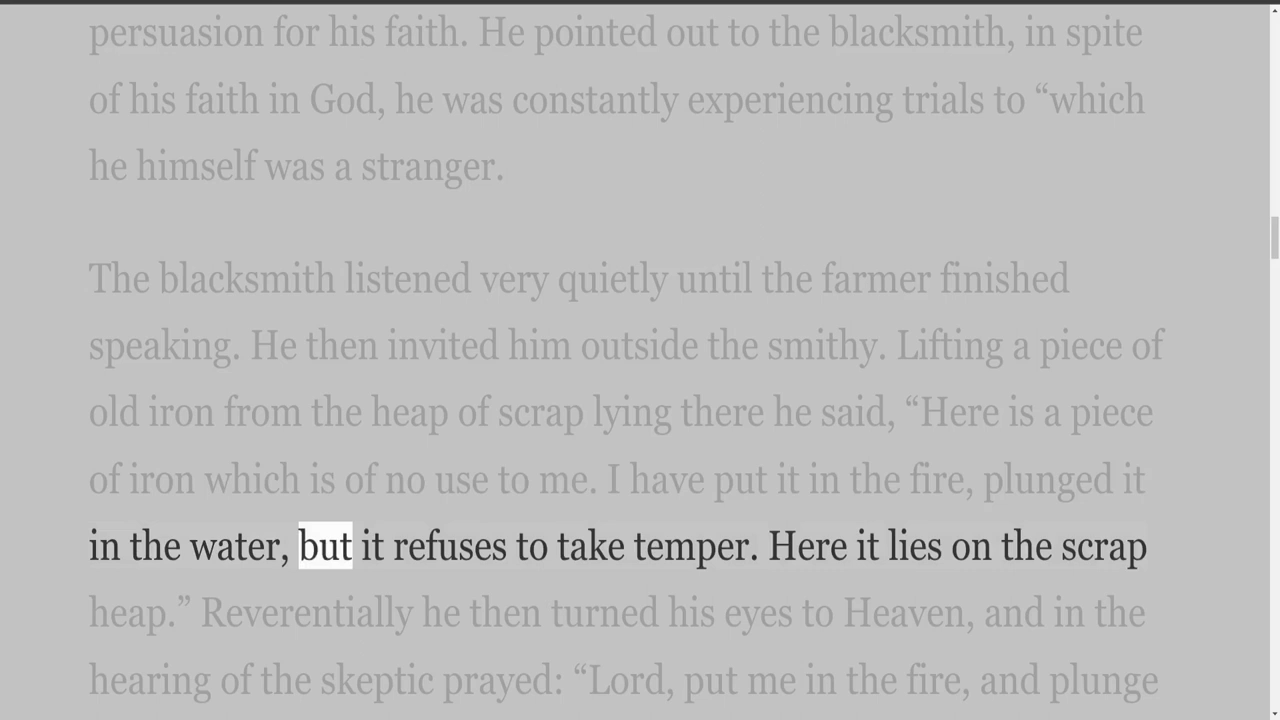 persuasion for his faith. He pointed out to the blacksmith, in spite
of his faith in God, he was constantly experiencing trials to “which
he himself was a stranger.
The blacksmith listened very quietly until the farmer finished
speaking. He then invited him outside the smithy. Lifting a piece of
old iron from the heap of scrap lying there he said, “Here is a piece
of iron which is of no use to me. I have put it in the fire, plunged it
in the water, but it refuses to take temper. Here it lies on the scrap
heap.” Reverentially he then turned his eyes to Heaven, and in the
hearing of the skeptic prayed: “Lord, put me in the fire, and plunge